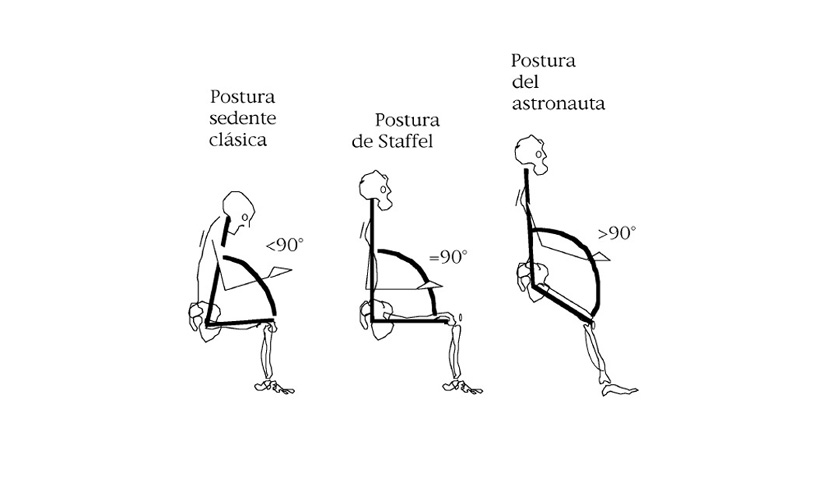 Postura
sedente
clásica
<90°
Postura
de Staffel
=90°
Postura
del
astronauta
>90°